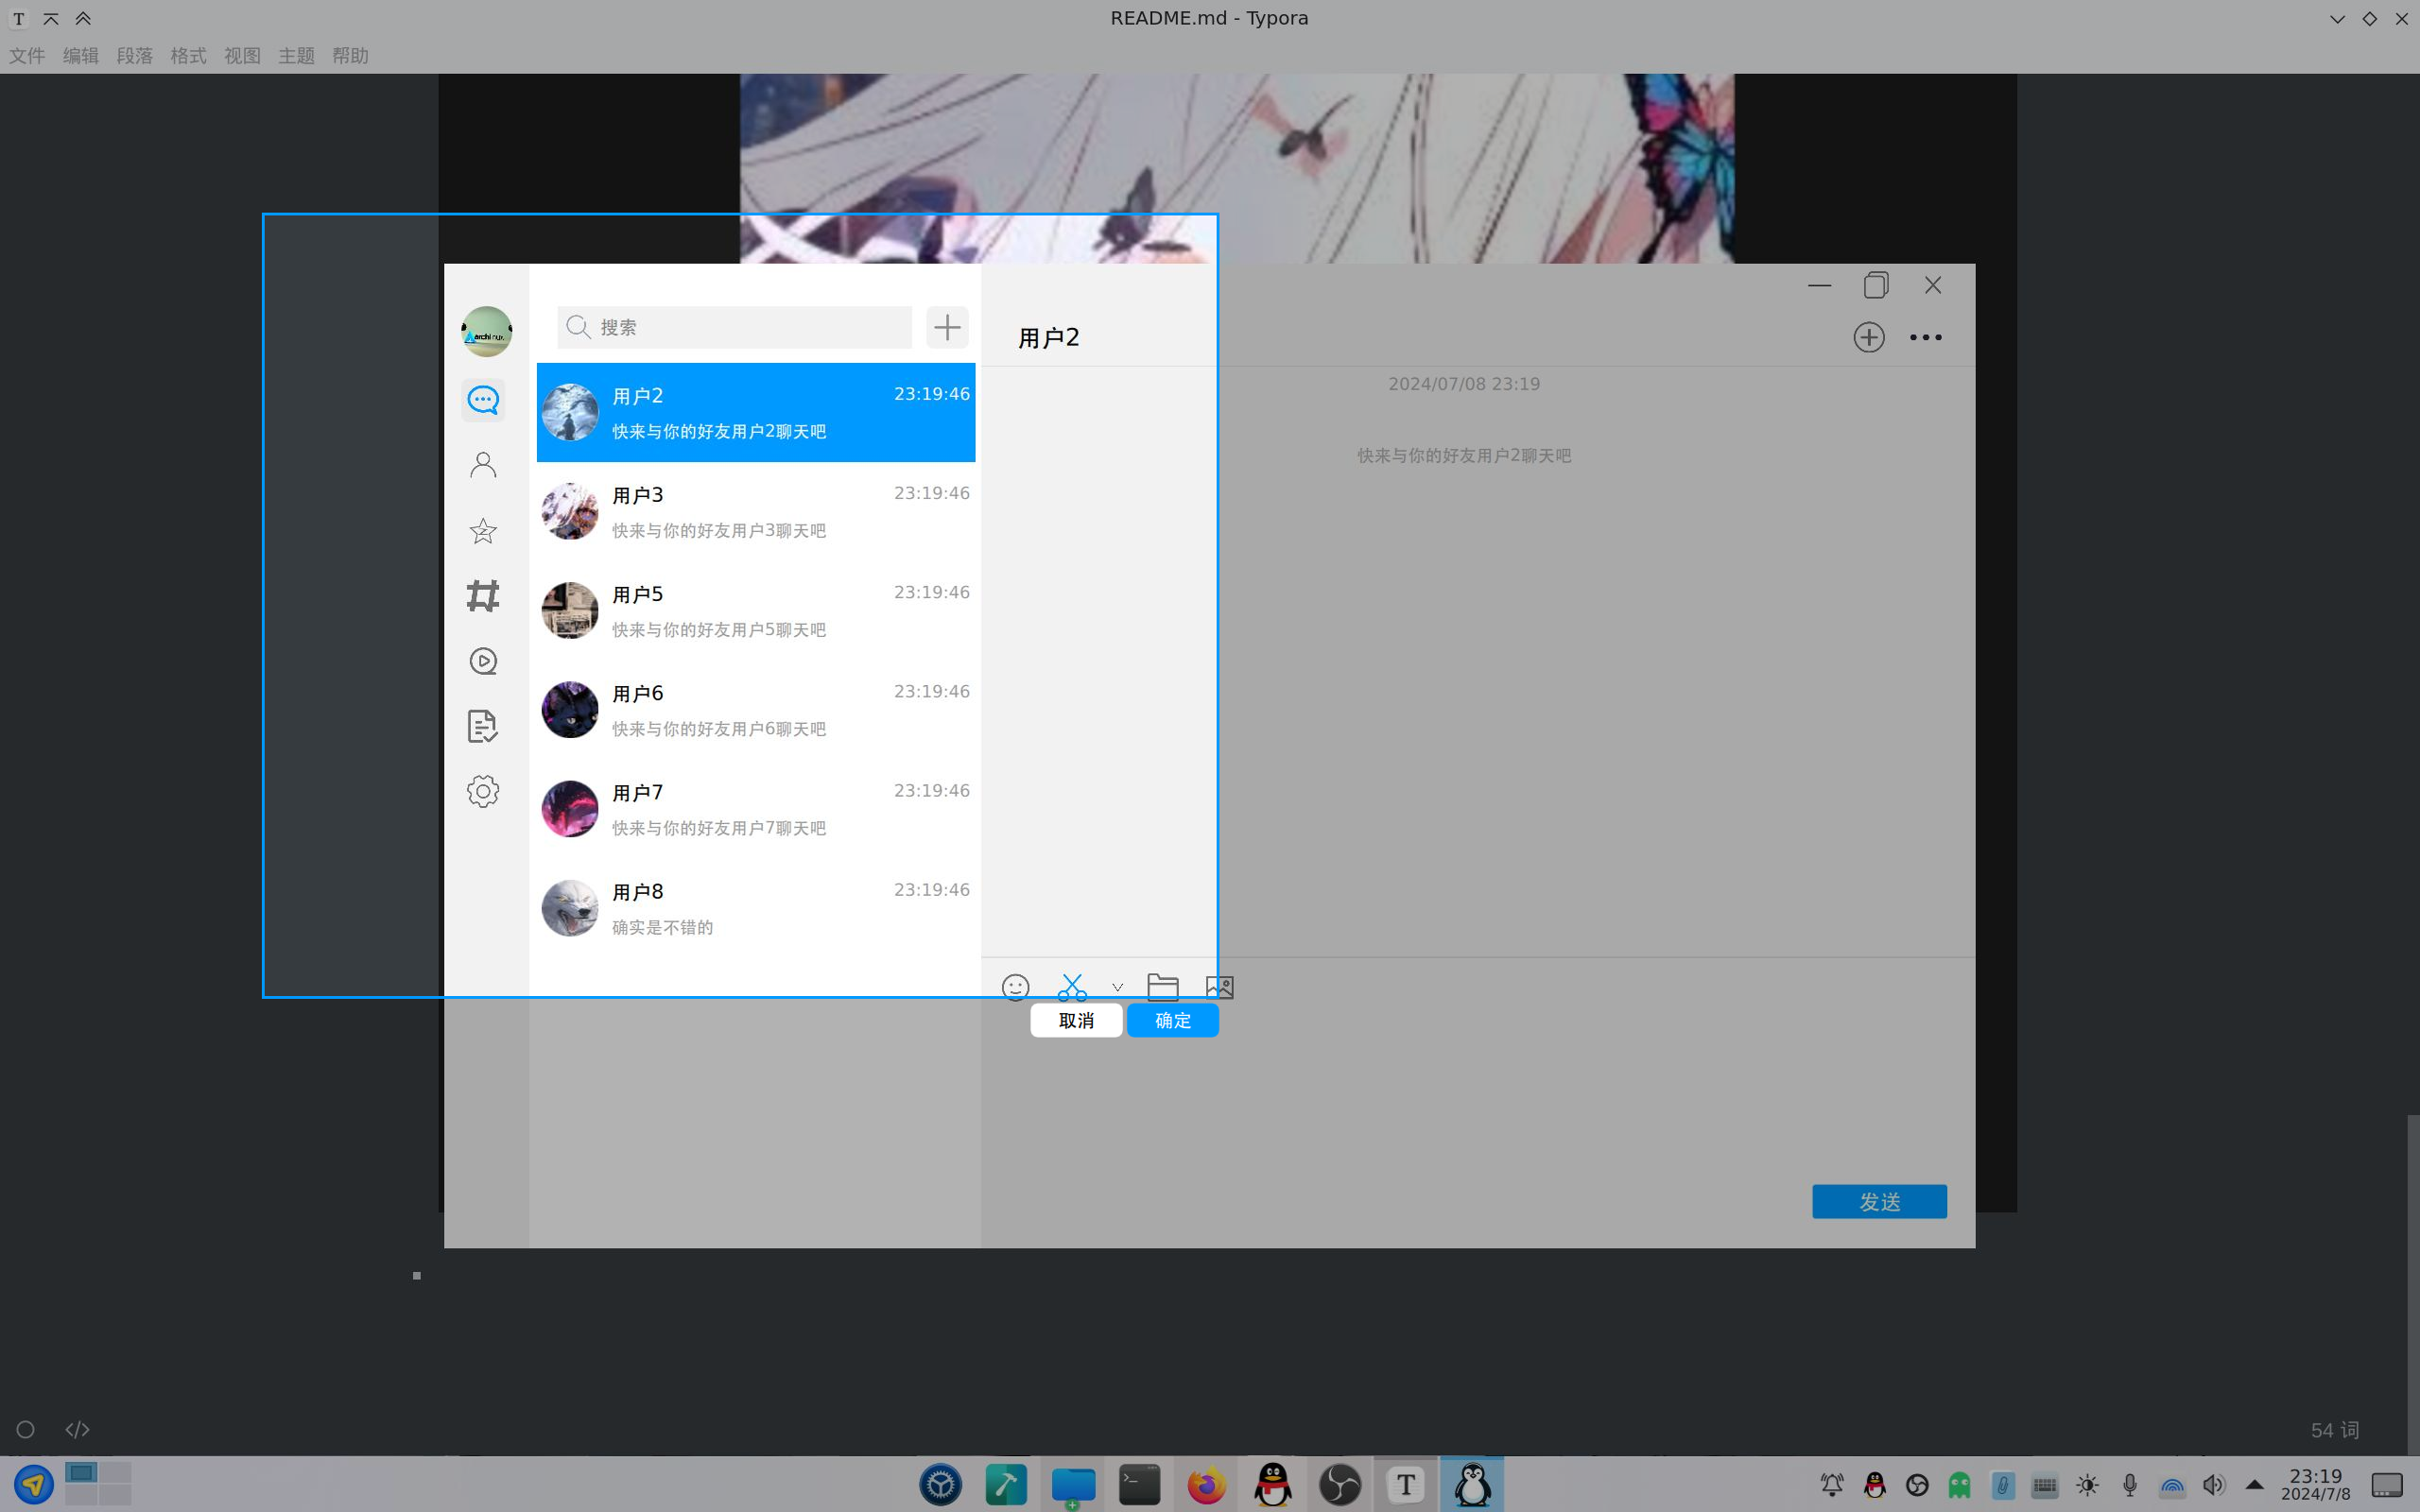 README.md - Typora
文件 编辑 段落 格式 视图 主题 帮助
搜索
用户2
用户2
23:19:46
快来与你的好友用户2聊天吧
2024/07/08 23:19
快来与你的好友用户2聊天吧
用户3
23:19:46
快来与你的好友用户3聊天吧
用户5
23:19:46
快来与你的好友用户5聊天吧
用户6
23:19:46
快来与你的好友用户6聊天吧
用户7
23:19:46
快来与你的好友用户7聊天吧
用户8
23:19:46
确实是不错的
取消
确定
发送
54 词
23:19
2024/7/8